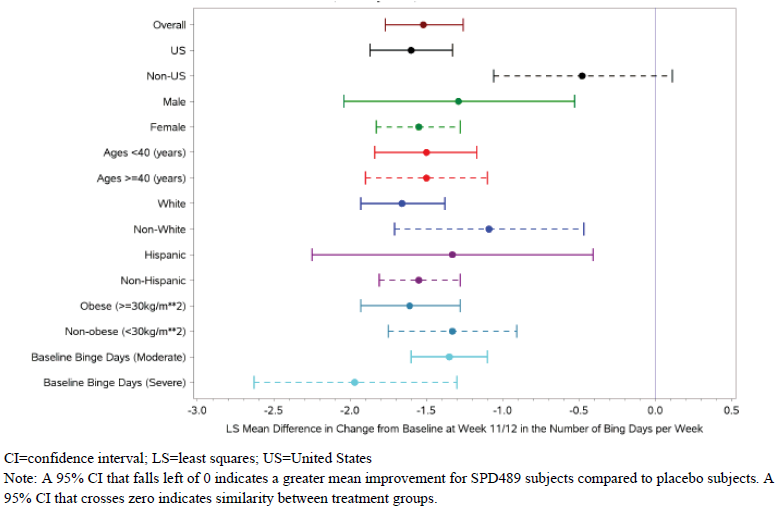 Overall
US
Non-US
Male
Female
Ages <40 (years)
Ages >=40 (years)
White
Non-White
Hispanic
Non-Hispanic
Obese (>=30kg/m**2)
Non-obese (<30kg/m**2)
Baseline Binge Days (Moderate)
Baseline Binge Days (Severe)
-3.0 -2.0 -1.5 -1.0 -0.5 0.0 0.5
LS Mean Difference in Change from Baseline at Week 11/12 in the Number of Bing Days per Week
CI=confidence interval; LS=least squares; US=United States
Note: A 95% CI that falls left of 0 indicates a greater mean improvement for SPD489 subjects compared to placebo subjects. A
95% CI that crosses zero indicates similarity between treatment groups.